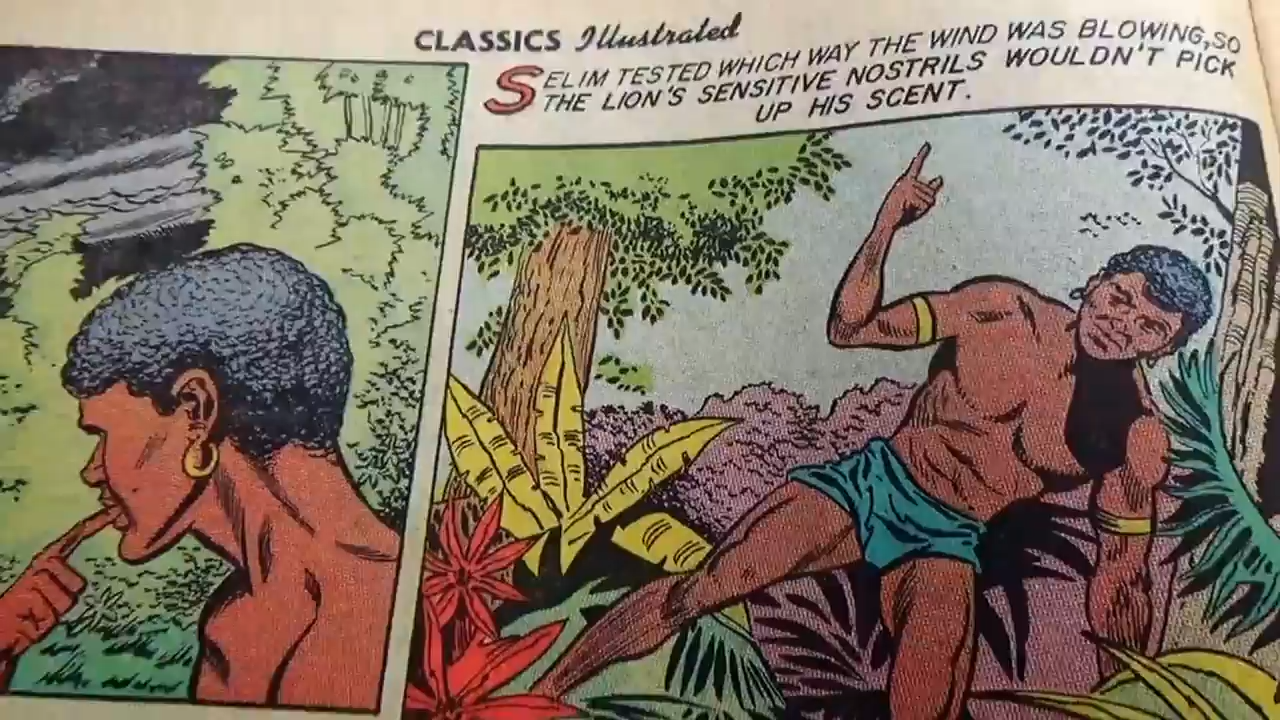 CLASSICS Illustrated
SELIM TESTED WHICH WAY THE WIND WAS BLOWING, SO
THE LION'S SENSITIVE NOSTRILS WOULDN'T PICK
UP HIS SCENT.